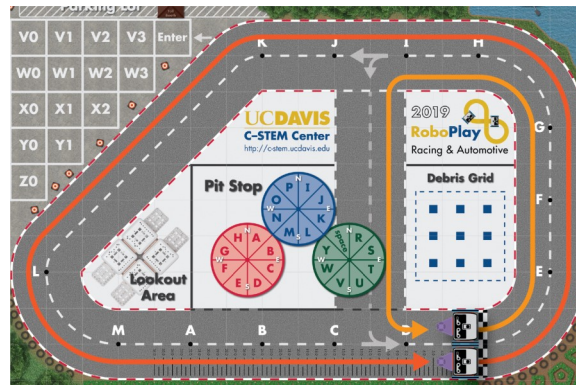 Parking Lot
V0 V1 V2 V3 Enter
W0 W1 W2 W3
X0 X1 X2
Y0 Y1
Z0
K J I H
G
F
E
L
M A B C D
UCDAVIS
C-STEM Center
http://c-stem.ucdavis.edu
2019
RoboPlay
Racing & Automotive
Pit Stop
Debris Grid
N
P I
O J
W E
N K
M L
S
N
H A
G B
W E
F C
E D
S
N
space R
Y S
W E
W T
V U
S
Lookout
Area